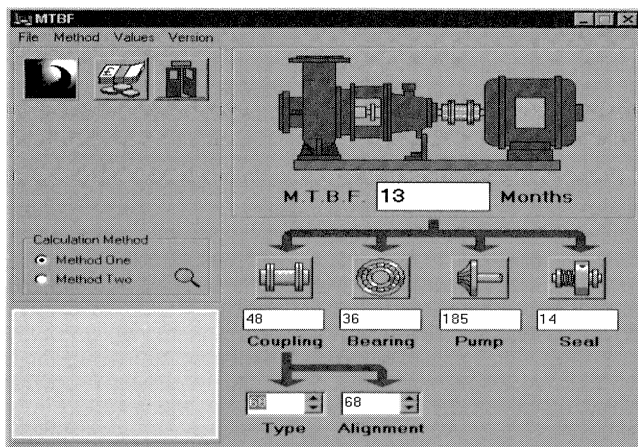 MTBF
File Method Values Version
M.T.B.F. 13 Months
Calculation Method
Method One
Method Two
48 36 185 14
Coupling Bearing Pump Seal
68
Type Alignment